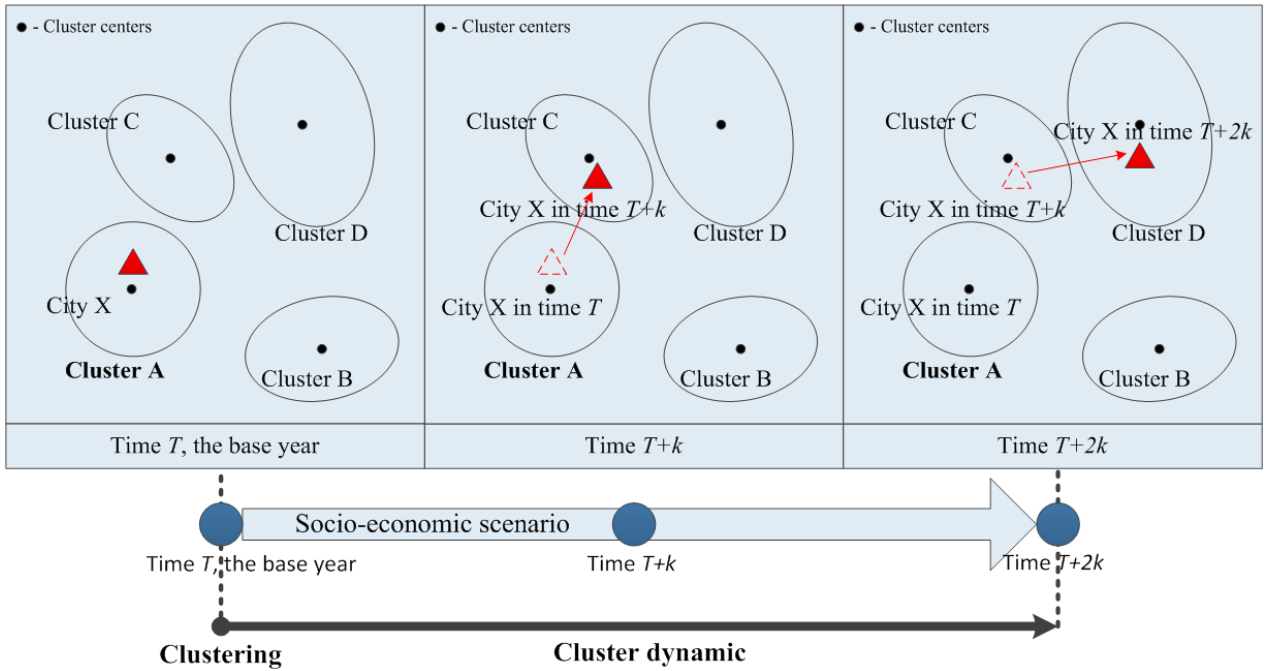 - Cluster centers
Cluster C
Cluster D
City X
Cluster A
Cluster B
Time T, the base year
- Cluster centers
Cluster C
City X in time T+k
Cluster D
City X in time T
Cluster A
Cluster B
Time T+k
- Cluster centers
Cluster C
City X in time T+2k
City X in time T+k
Cluster D
City X in time T
Cluster A
Cluster B
Time T+2k
Socio-economic scenario
Time T, the base year
Time T+k
Time T+2k
Clustering
Cluster dynamic